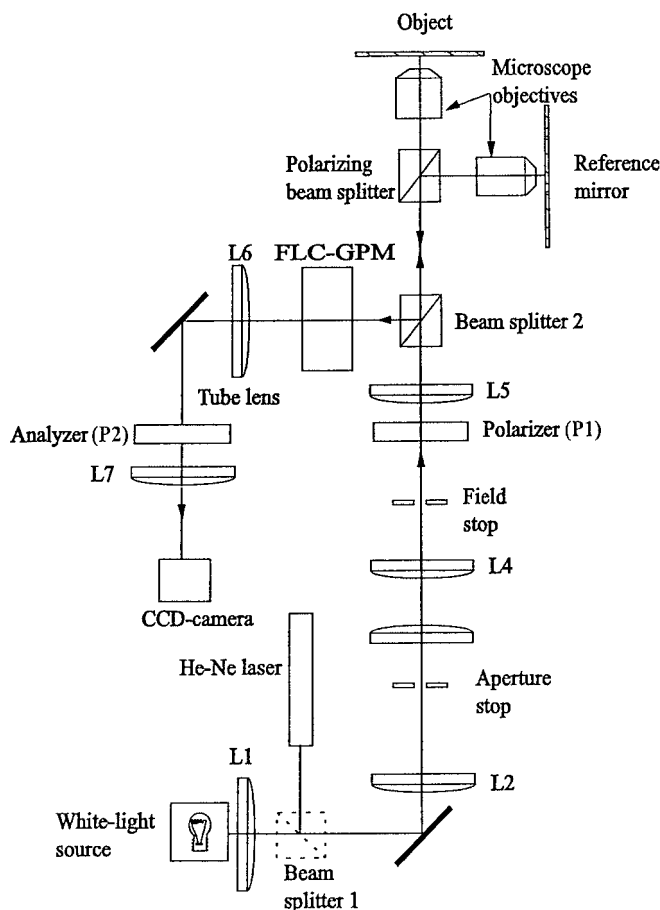 Object
Microscope
objectives
Polarizing
beam splitter
Reference
mirror
L6
FLC-GPM
Beam splitter 2
Tube lens
L5
Analyzer (P2)
Polarizer (P1)
L7
Field
stop
L4
CCD-camera
He-Ne laser
Aperture
stop
L1
L2
White-light
source
Beam
splitter 1